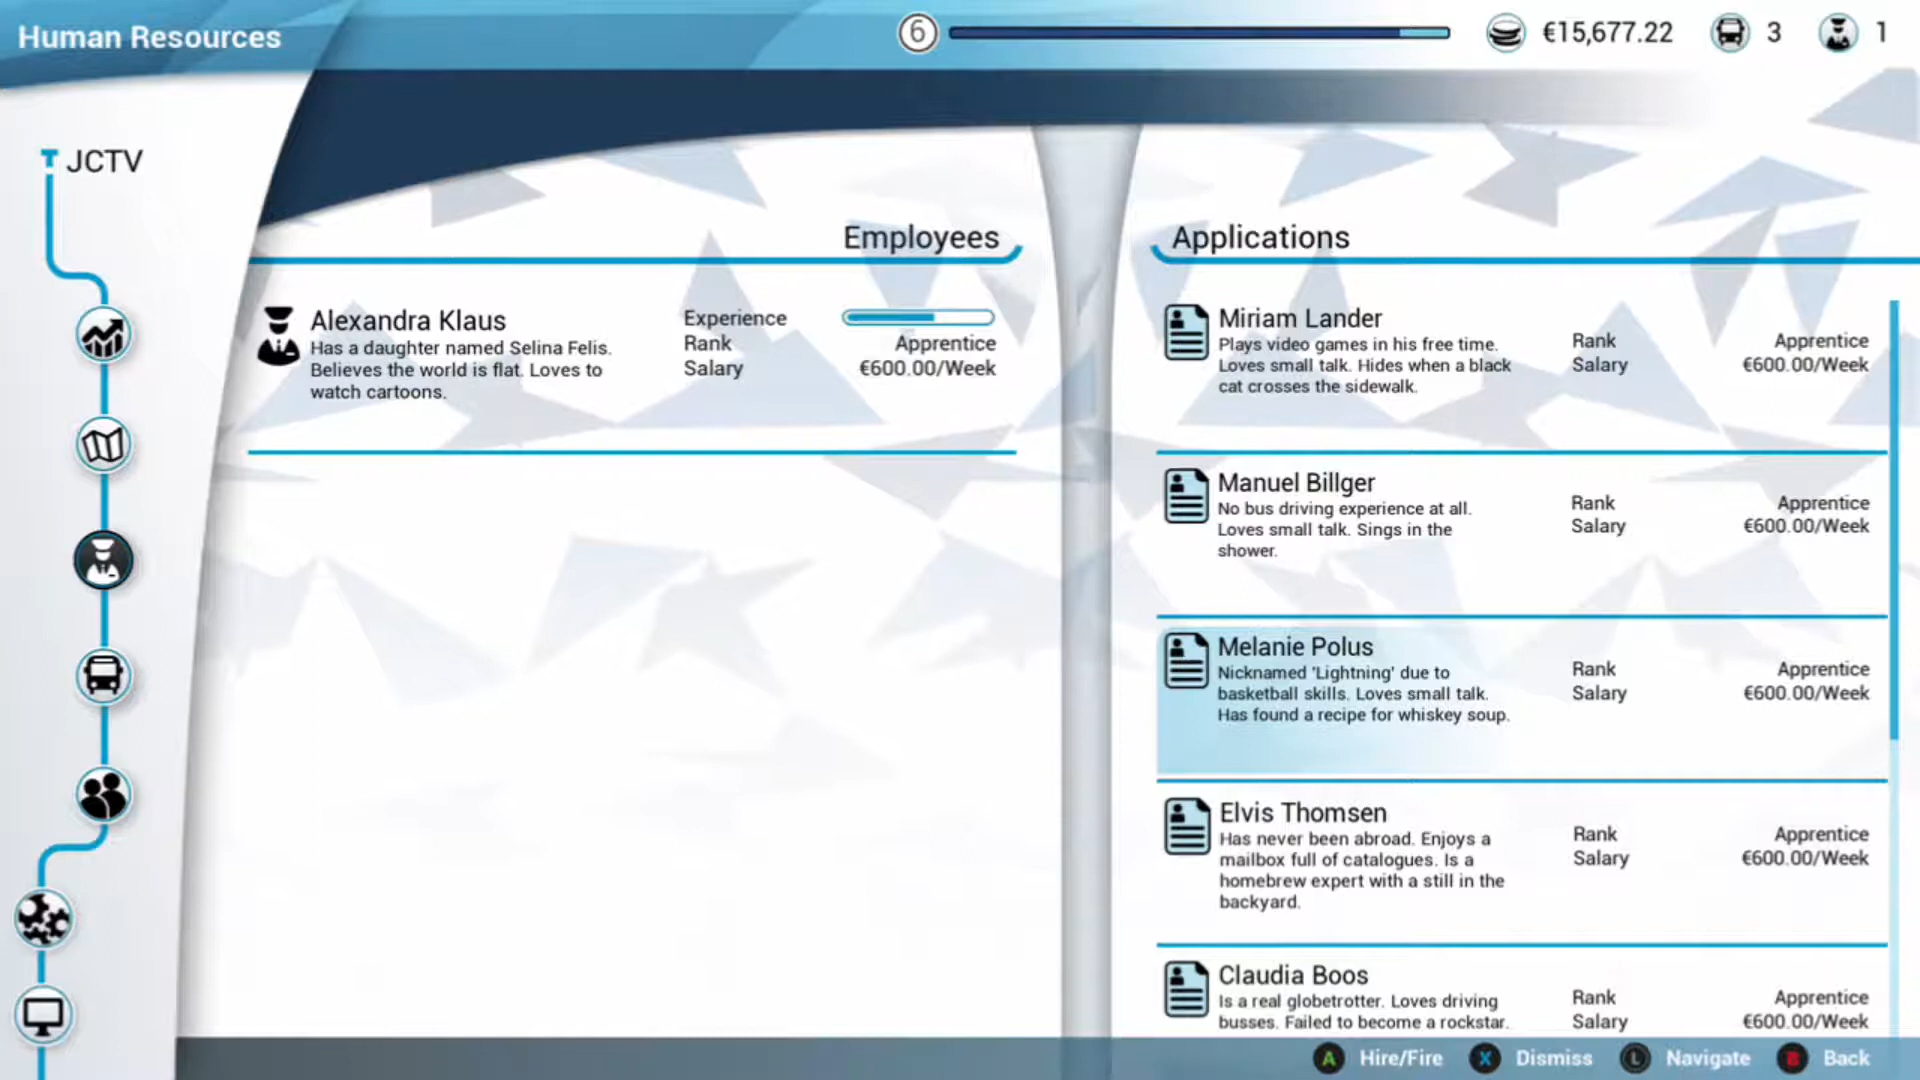 Human Resources
6
€15,677.22
3
1
JCTV
Employees
Alexandra Klaus
Has a daughter named Selina Felis.
Believes the world is flat. Loves to
watch cartoons.
Experience
Rank Apprentice
Salary €600.00/Week
Applications
Miriam Lander
Plays video games in his free time.
Loves small talk. Hides when a black
cat crosses the sidewalk.
Rank Apprentice
Salary €600.00/Week
Manuel Billger
No bus driving experience at all.
Loves small talk. Sings in the
shower.
Rank Apprentice
Salary €600.00/Week
Melanie Polus
Nicknamed 'Lightning' due to
basketball skills. Loves small talk.
Has found a recipe for whiskey soup.
Rank Apprentice
Salary €600.00/Week
Elvis Thomsen
Has never been abroad. Enjoys a
mailbox full of catalogues. Is a
homebrew expert with a still in the
backyard.
Rank Apprentice
Salary €600.00/Week
Claudia Boos
Is a real globetrotter. Loves driving
busses. Failed to become a rockstar.
Rank Apprentice
Salary €600.00/Week
A Hire/Fire X Dismiss L Navigate B Back